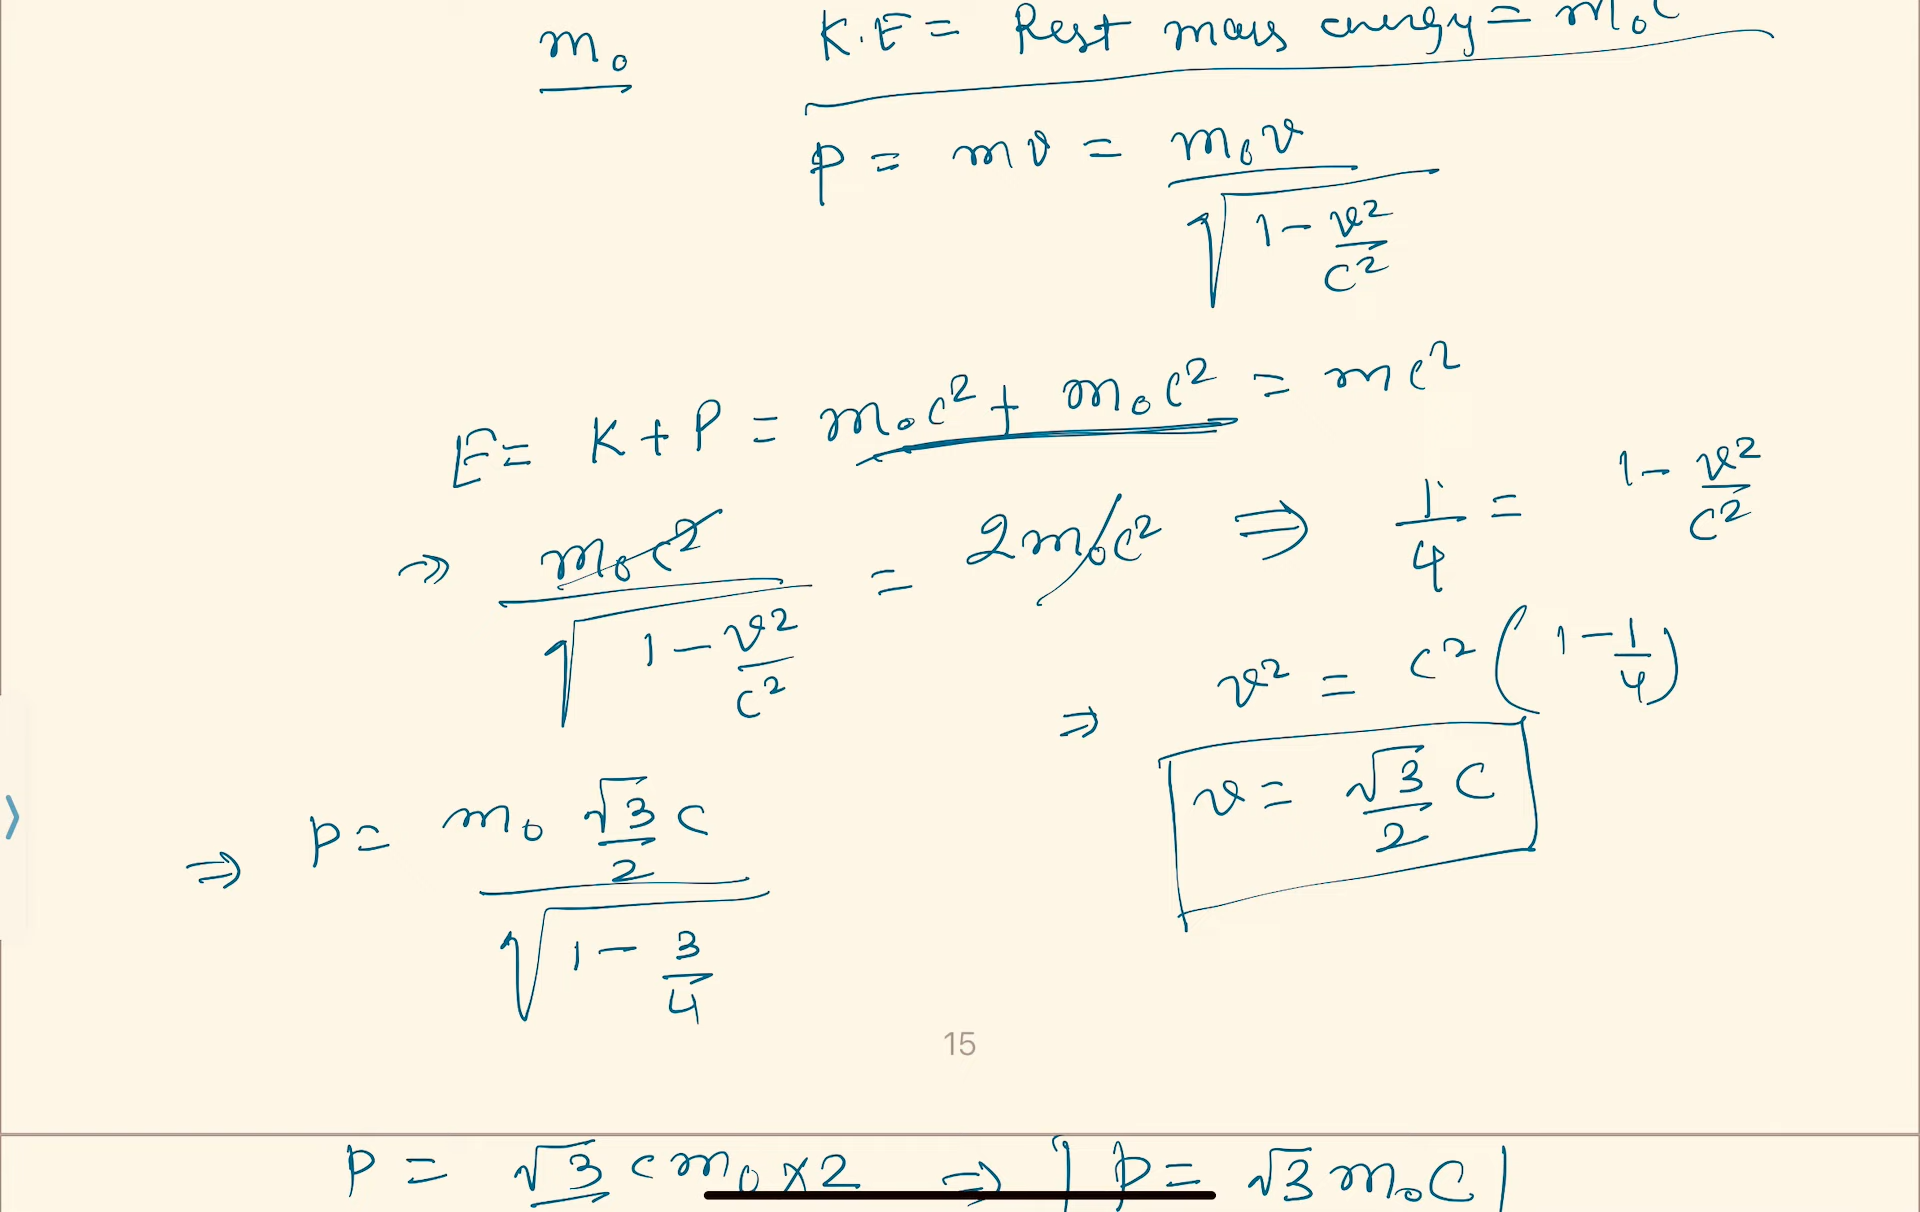 m₀ K.E = Rest mass energy = m₀c
p = mv = m₀v / √(1 - v²/c²)
E = K + P = m₀c² + m₀c² = mc²
⇒ m₀c² / √(1 - v²/c²) = 2m₀c² ⇒ 1/4 = 1 - v²/c²
⇒ v² = c² (1 - 1/4)
v = √3/2 c
⇒ p = m₀ √3/2 c / √(1 - 3/4)
15
p = √3 c m₀ × 2 ⇒ p = √3 m₀ c